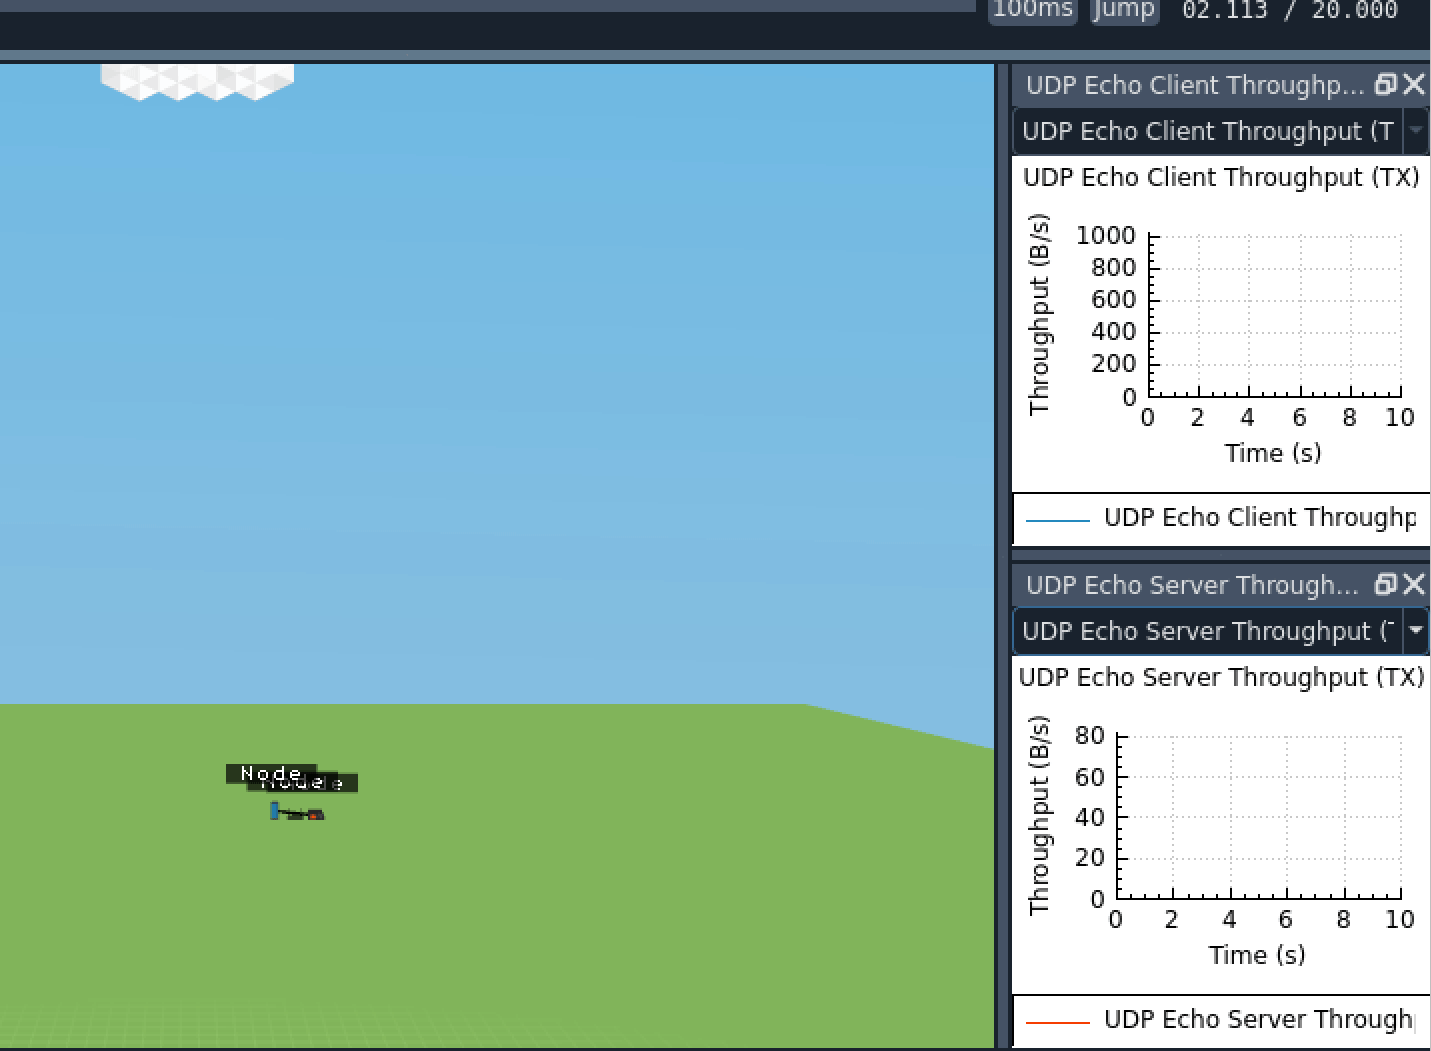 100ms Jump 02.113 / 20.000
UDP Echo Client Throughp...
UDP Echo Client Throughput (T
UDP Echo Client Throughput (TX)
Throughput (B/s)
1000
800
600
400
200
0
0 2 4 6 8 10
Time (s)
UDP Echo Client Throughp
UDP Echo Server Through...
UDP Echo Server Throughput (T
UDP Echo Server Throughput (TX)
Throughput (B/s)
80
60
40
20
0
0 2 4 6 8 10
Time (s)
UDP Echo Server Through
Node
Node